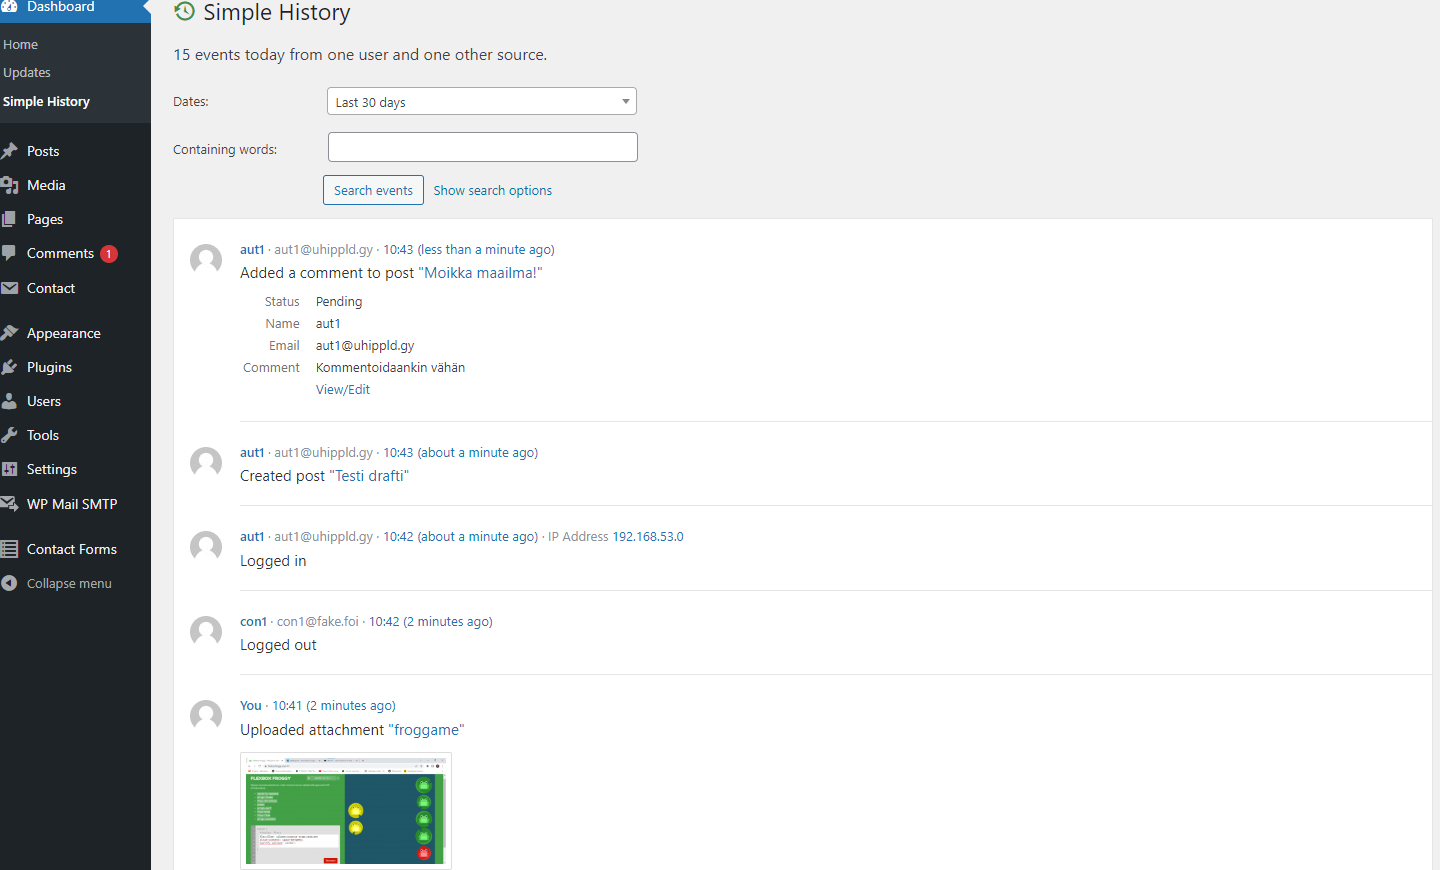 Dashboard
Home
Updates
Simple History
Posts
Media
Pages
Comments 1
Contact
Appearance
Plugins
Users
Tools
Settings
WP Mail SMTP
Contact Forms
Collapse menu
Simple History
15 events today from one user and one other source.
Dates:
Last 30 days
Containing words:
Search events Show search options
aut1 · aut1@uhippld.gy · 10:43 (less than a minute ago)
Added a comment to post "Moikka maailma!"
Status Pending
Name aut1
Email aut1@uhippld.gy
Comment Kommentoidaankin vähän
View/Edit
aut1 · aut1@uhippld.gy · 10:43 (about a minute ago)
Created post "Testi drafti"
aut1 · aut1@uhippld.gy · 10:42 (about a minute ago) · IP Address 192.168.53.0
Logged in
con1 · con1@fake.foi · 10:42 (2 minutes ago)
Logged out
You · 10:41 (2 minutes ago)
Uploaded attachment "froggame"
FLEXBOX FROGGY